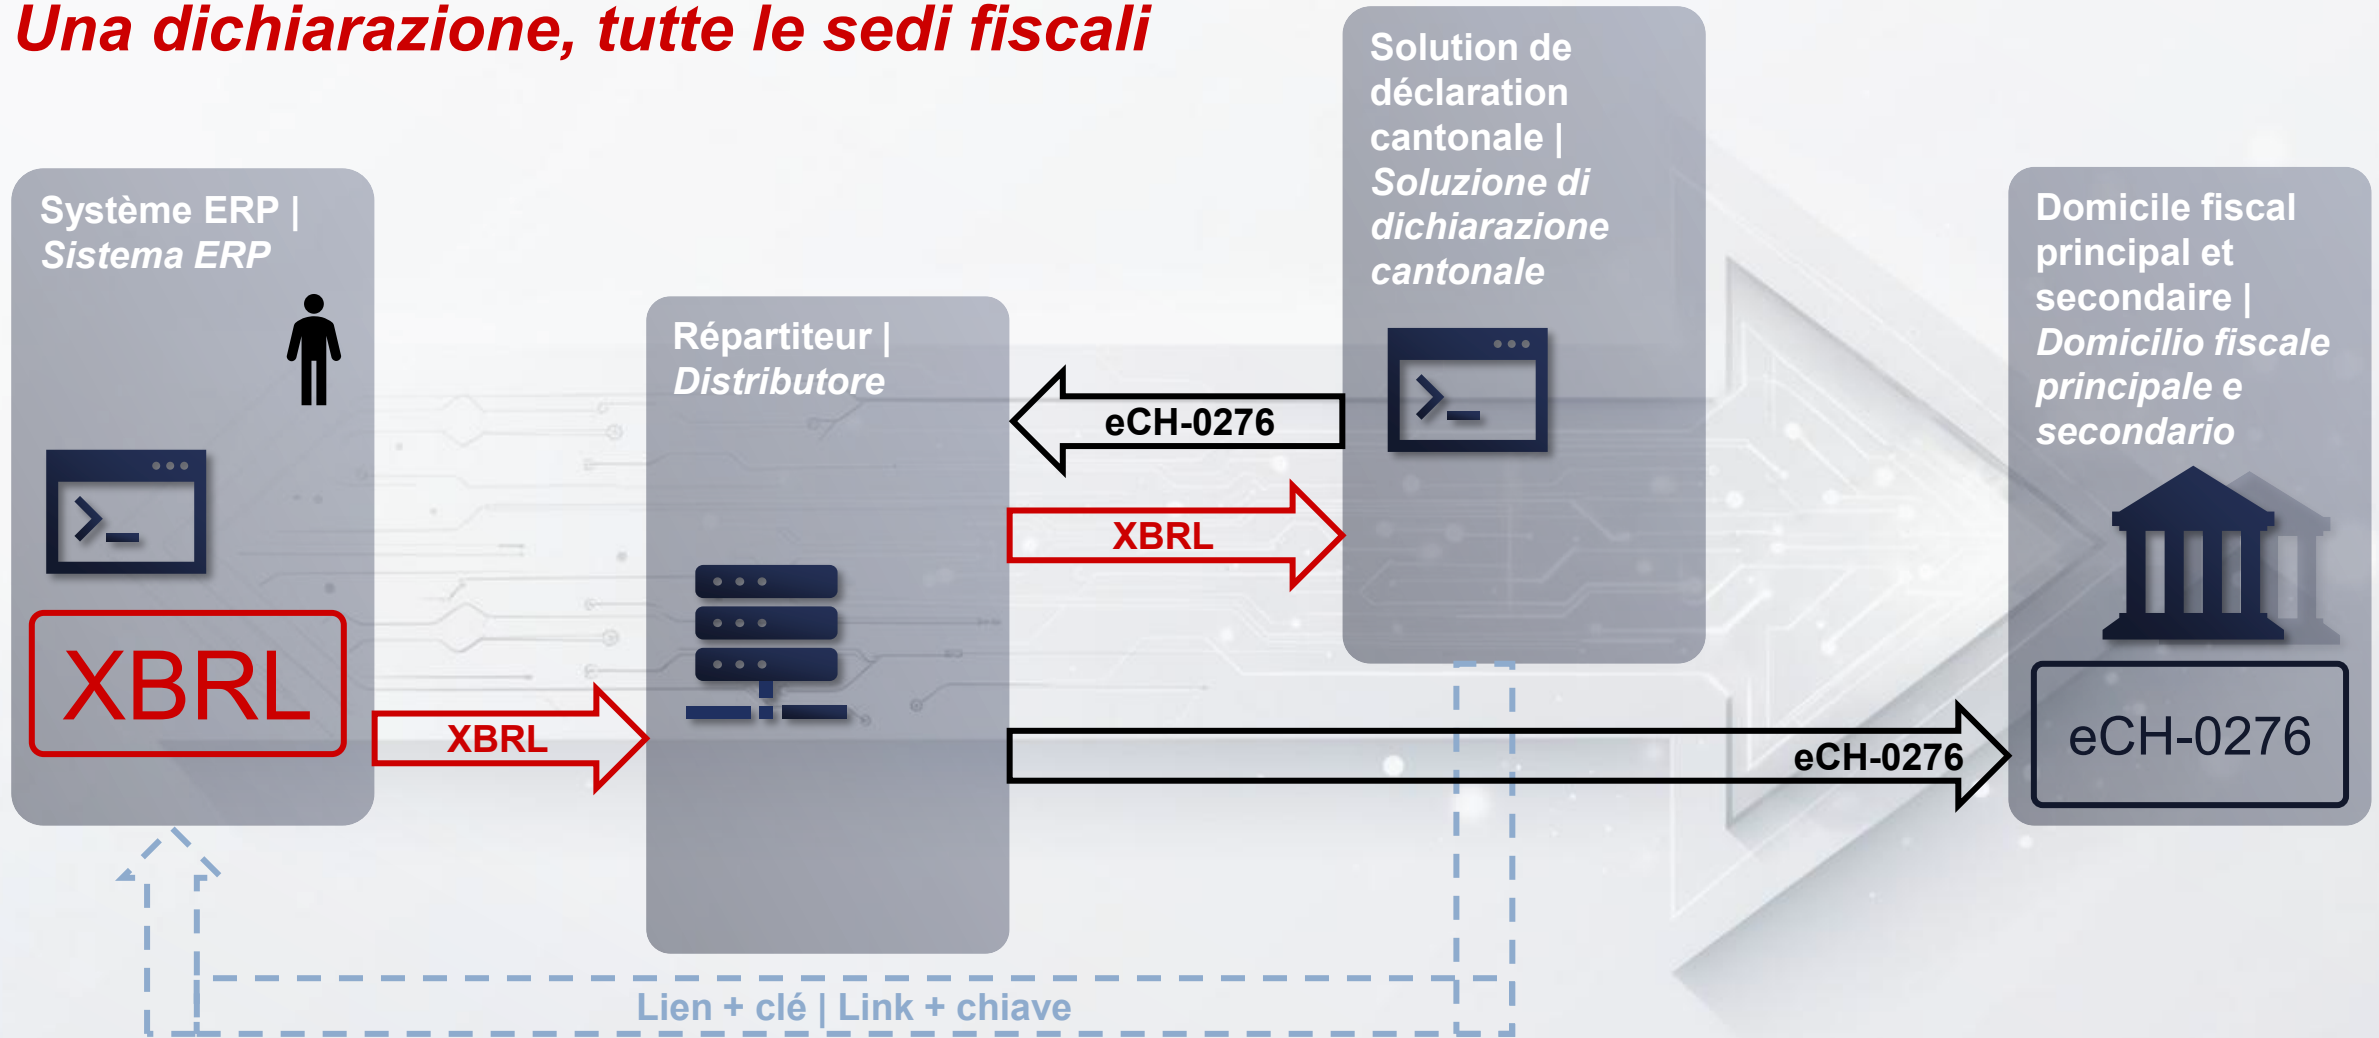 Una dichiarazione, tutte le sedi fiscali
Système ERP |
Sistema ERP
XBRL
XBRL
Répartiteur |
Distributore
eCH-0276
XBRL
Solution de
déclaration
cantonale |
Soluzione di
dichiarazione
cantonale
eCH-0276
Domicile fiscal
principal et
secondaire |
Domicilio fiscale
principale e
secondario
eCH-0276
Lien + clé | Link + chiave